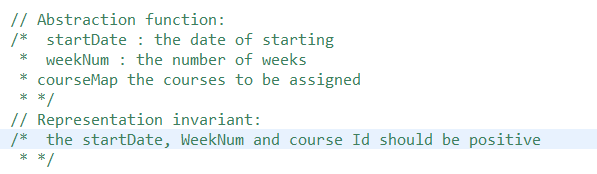 // Abstraction function:
/*  startDate : the date of starting
 *  weekNum : the number of weeks
 * courseMap the courses to be assigned
 * */
// Representation invariant:
/*  the startDate, WeekNum and course Id should be positive
 * */